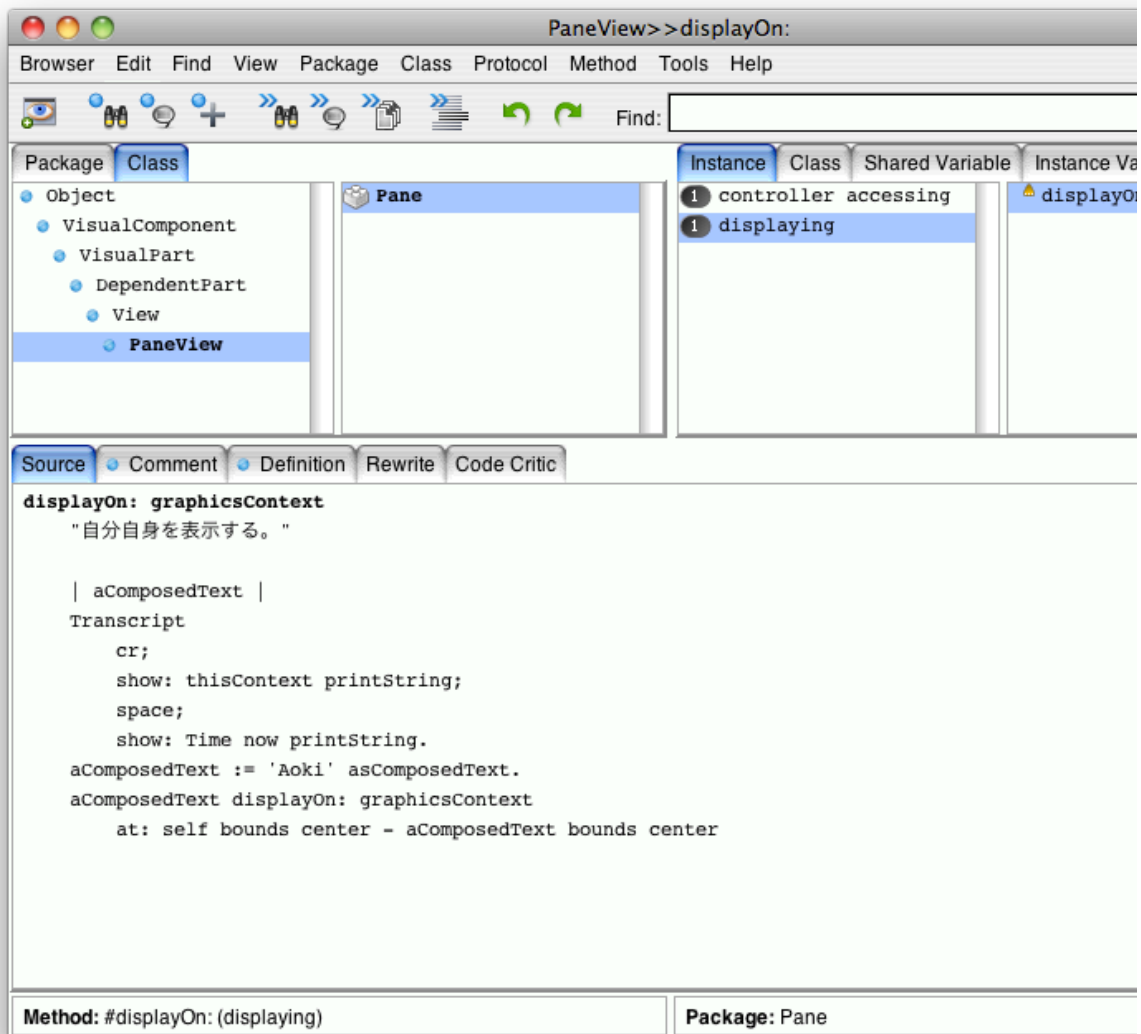 PaneView>>displayOn:
Browser Edit Find View Package Class Protocol Method Tools Help
Find:
Package Class
Instance Class Shared Variable Instance Va
Object
VisualComponent
VisualPart
DependentPart
View
PaneView
Pane
1 controller accessing
1 displaying
displayOn
Source Comment Definition Rewrite Code Critic
displayOn: graphicsContext
"自分自身を表示する。"
| aComposedText |
Transcript
cr;
show: thisContext printString;
space;
show: Time now printString.
aComposedText := 'Aoki' asComposedText.
aComposedText displayOn: graphicsContext
at: self bounds center - aComposedText bounds center
Method: #displayOn: (displaying)
Package: Pane